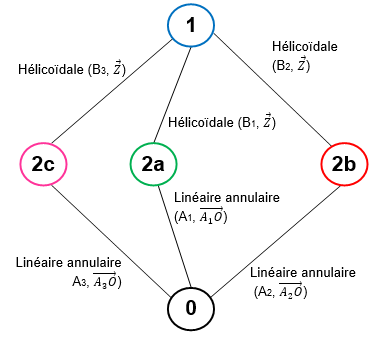 1
Hélicoïdale
(B2, Z⃗)
Hélicoïdale (B3, Z⃗)
Hélicoïdale (B1, Z⃗)
2c
2a
2b
Linéaire annulaire
(A1, A₁O⃗)
Linéaire annulaire
A3, A₃O⃗)
Linéaire annulaire
(A2, A₂O⃗)
0